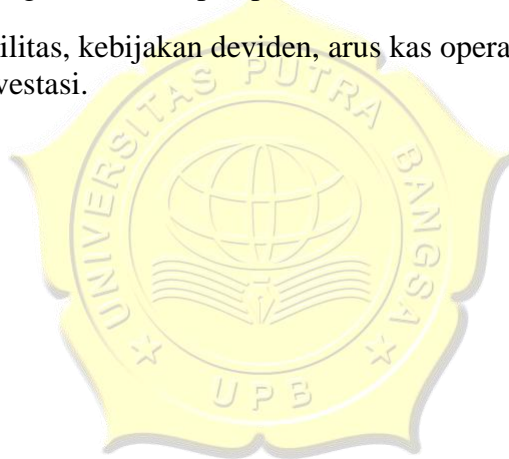 ilitas, kebijakan deviden, arus kas opera
vestasi.
UNIVERSITAS PUTRA BANGSA
UPB